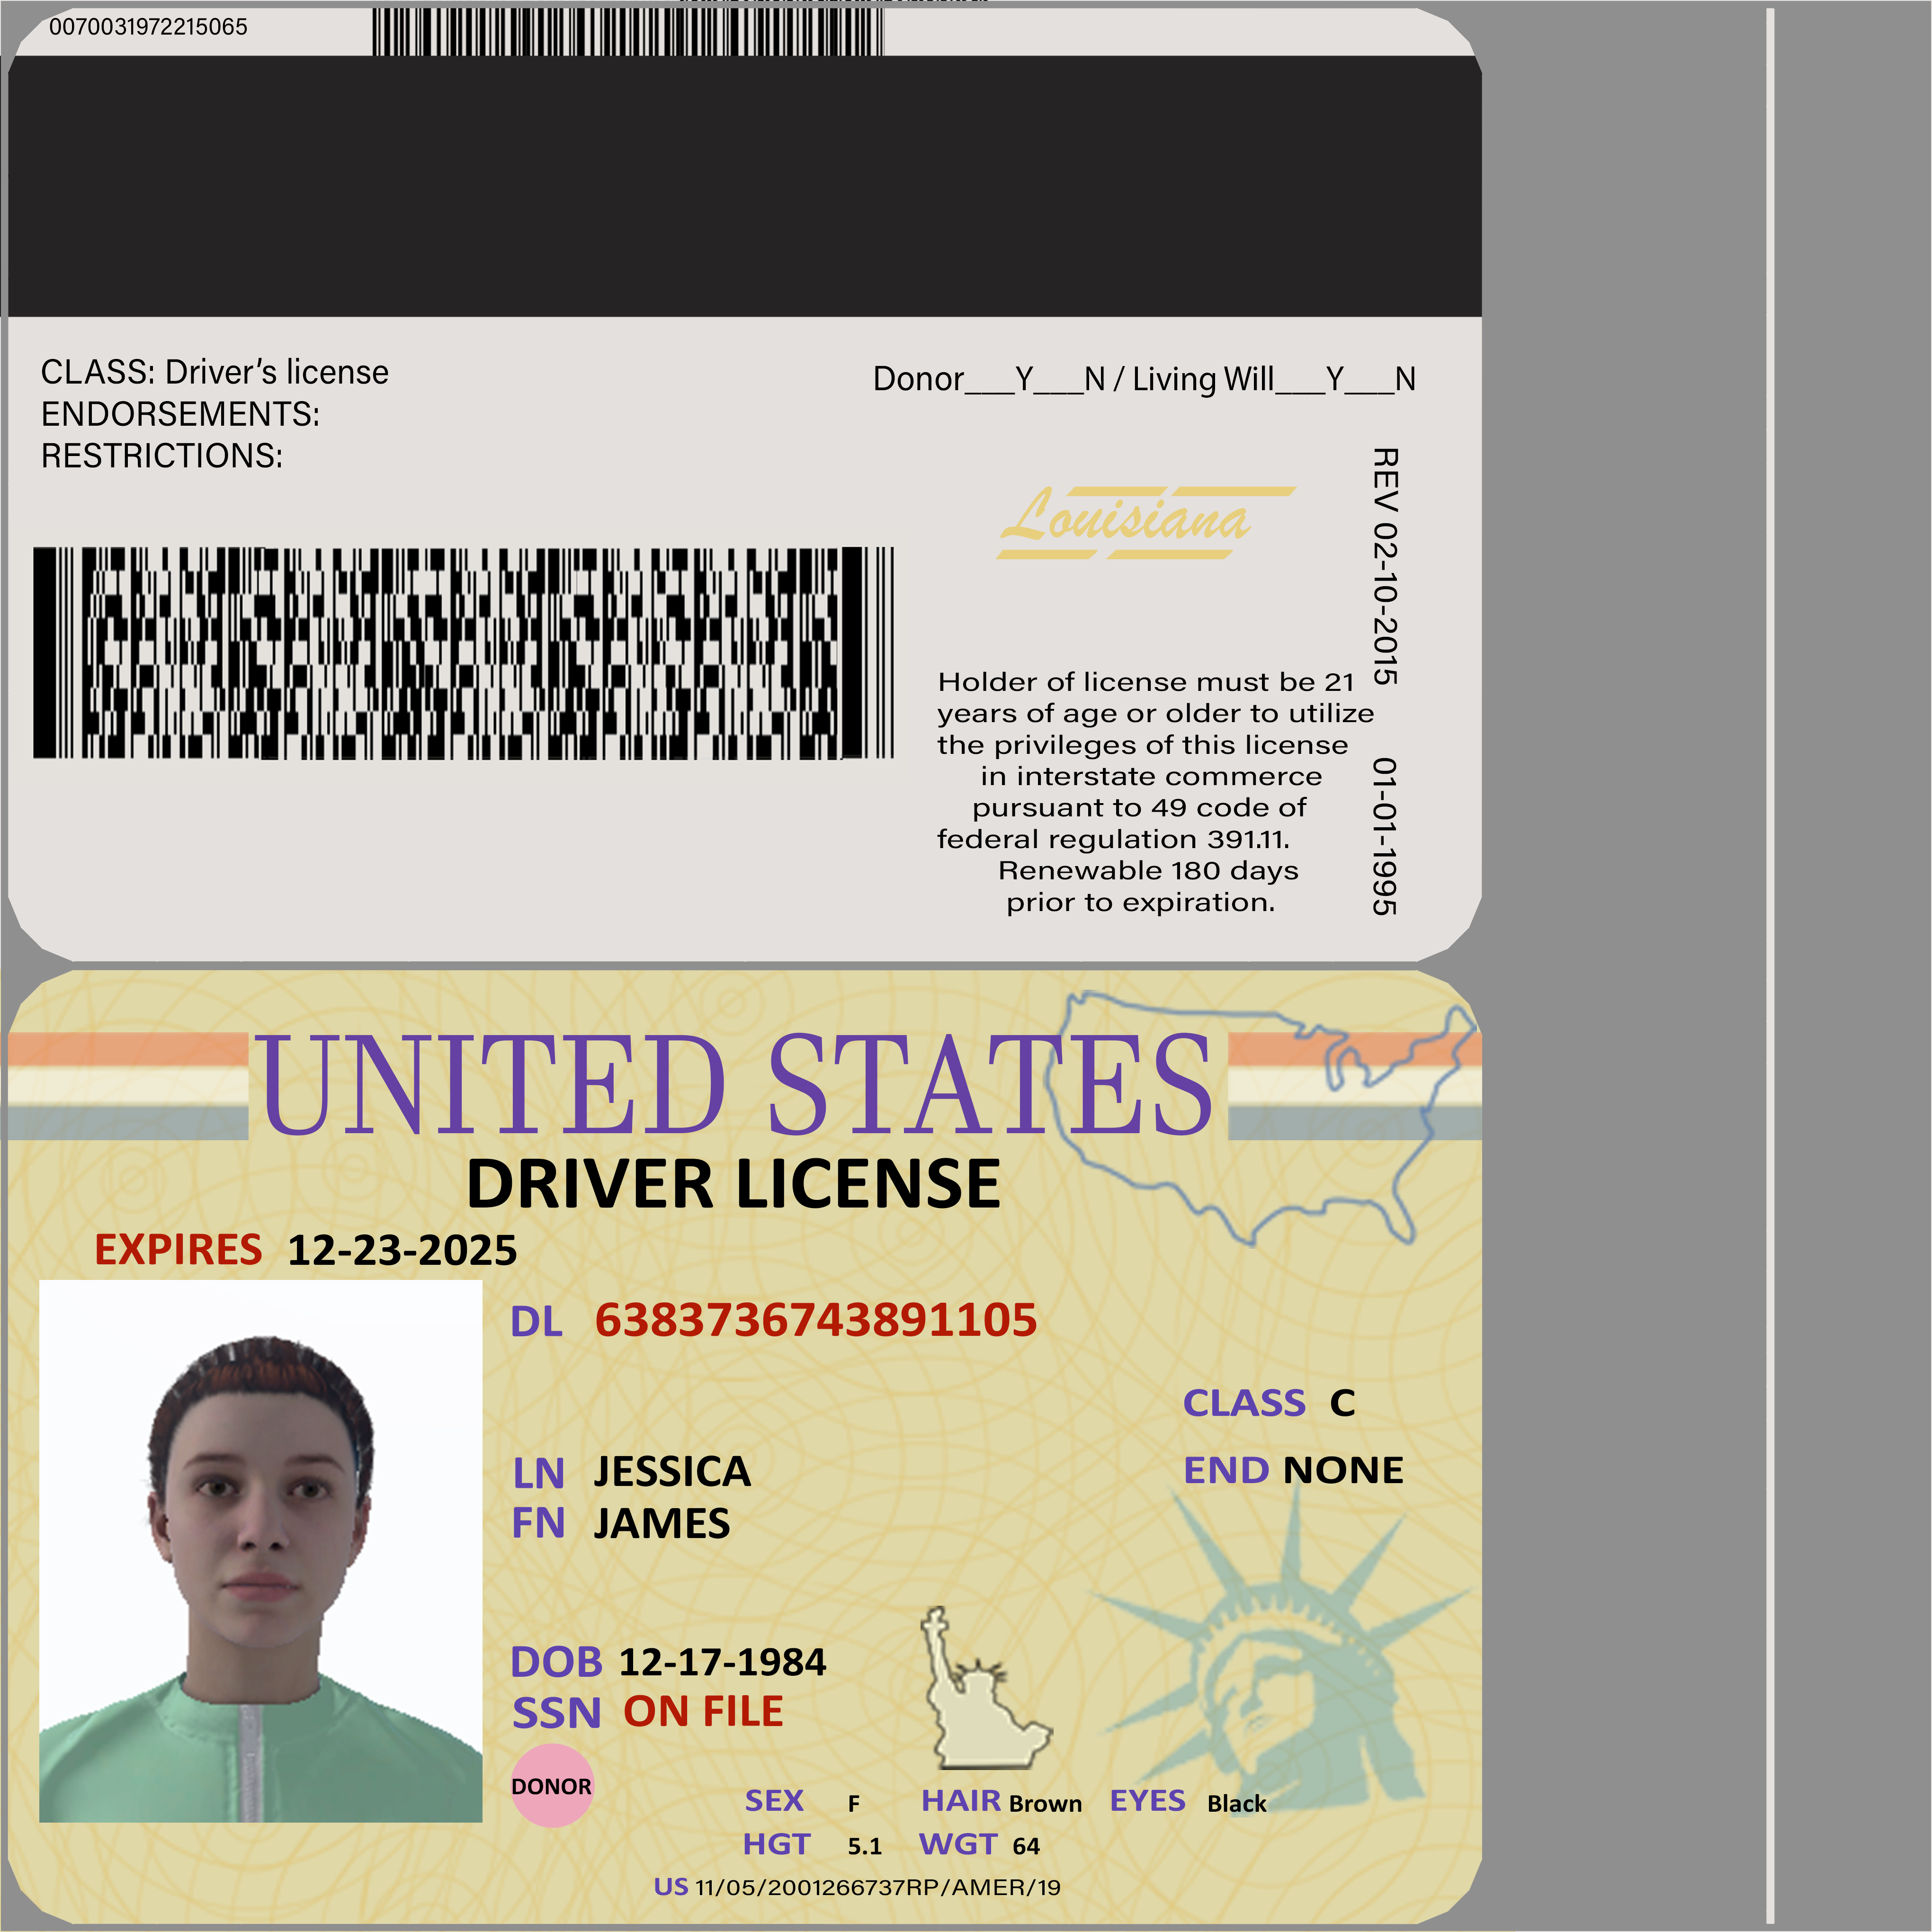 0070031972215065
CLASS: Driver's license
ENDORSEMENTS:
RESTRICTIONS:
Donor___Y___N / Living Will___Y___N
Louisiana
REV 02-10-2015 01-01-1995
Holder of license must be 21
years of age or older to utilize
the privileges of this license
in interstate commerce
pursuant to 49 code of
federal regulation 391.11.
Renewable 180 days
prior to expiration.
UNITED STATES
DRIVER LICENSE
EXPIRES 12-23-2025
DL 6383736743891105
CLASS C
LN JESSICA
END NONE
FN JAMES
DOB 12-17-1984
SSN ON FILE
DONOR
SEX F HAIR Brown EYES Black
HGT 5.1 WGT 64
US 11/05/2001266737RP/AMER/19